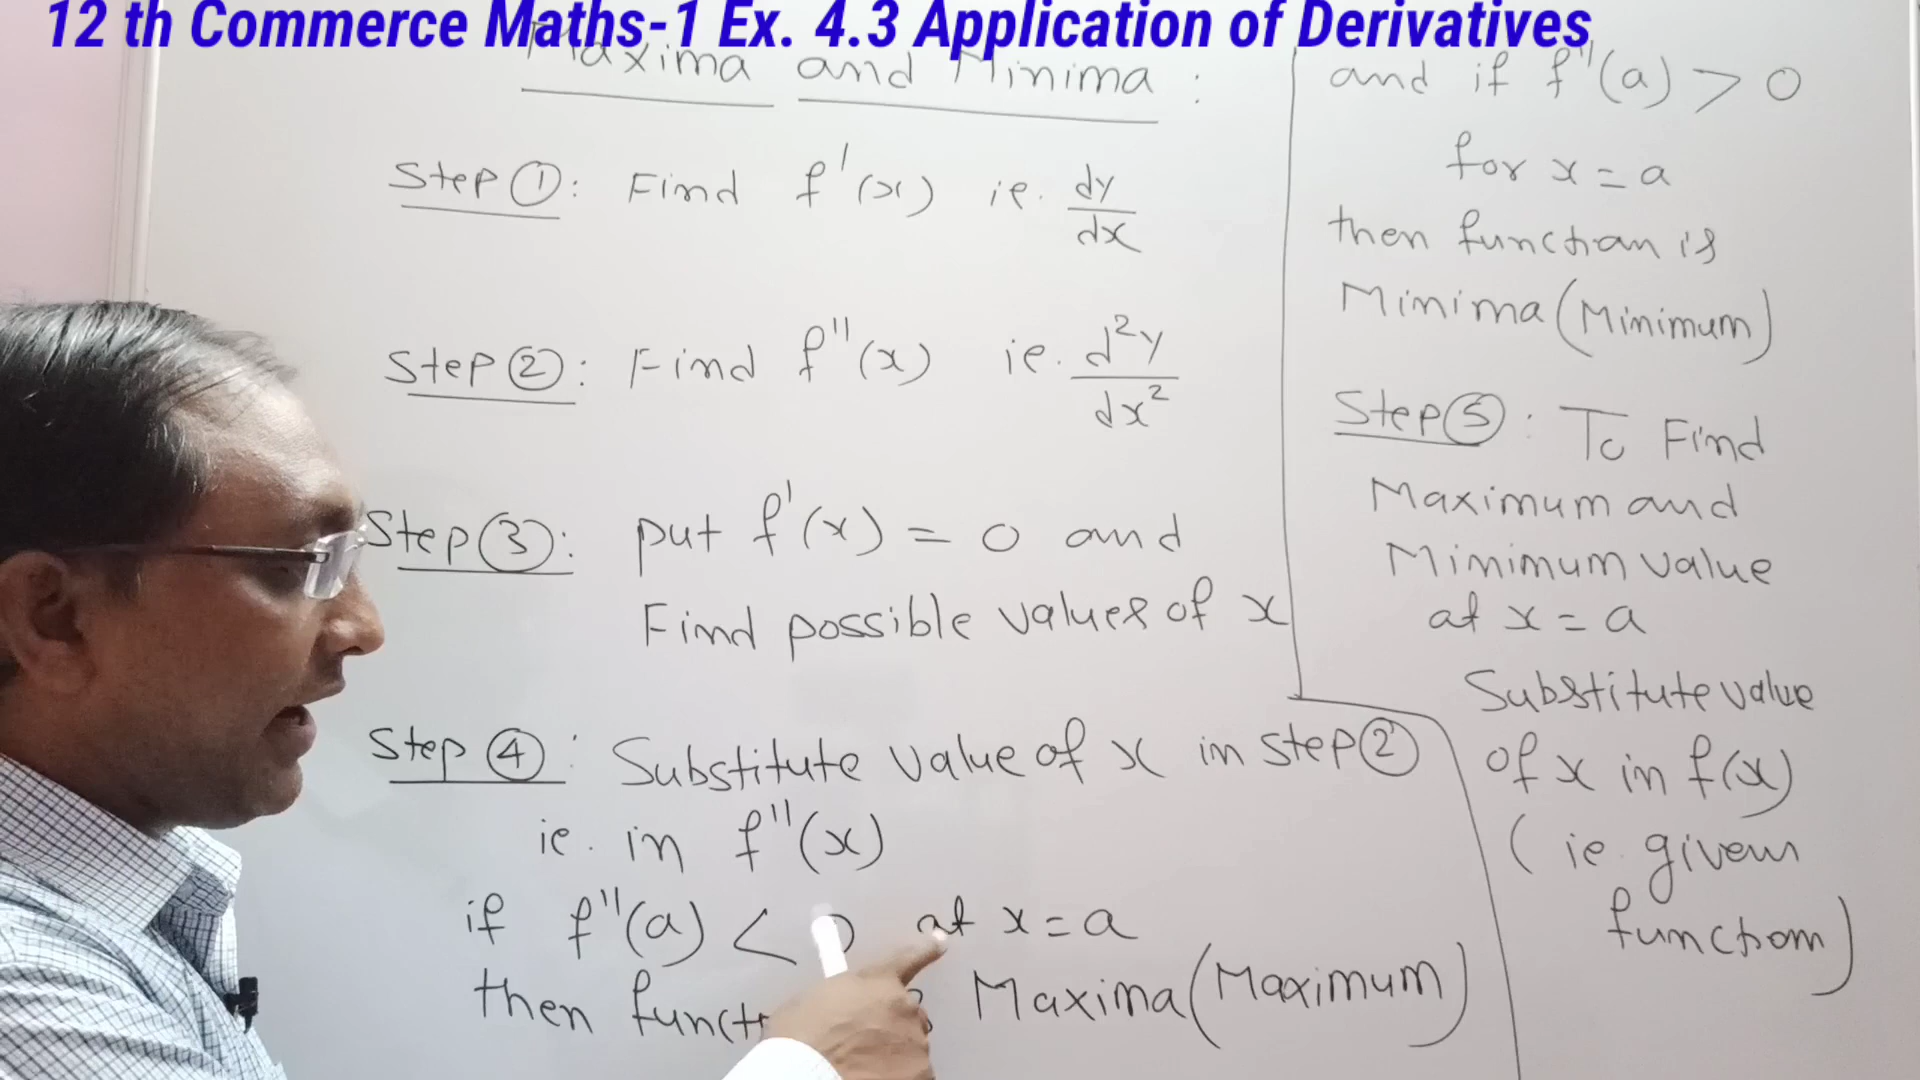 12 th Commerce Maths-1 Ex. 4.3 Application of Derivatives
Maxima and Minima :
Step ① : Find f'(x) ie. dy/dx
Step ② : Find f''(x) ie. d²y/dx²
Step ③ : put f'(x) = 0 and
Find possible values of x
Step ④ : Substitute value of x in step ②
ie. in f''(x)
if f''(a) < 0 at x = a
then Maxima (Maximum)
and if f''(a) > 0
for x = a
then function is
Minima (Minimum)
Step ⑤ : To Find
Maximum and
Minimum value
at x = a
Substitute value
of x in f(x)
( ie given
function)